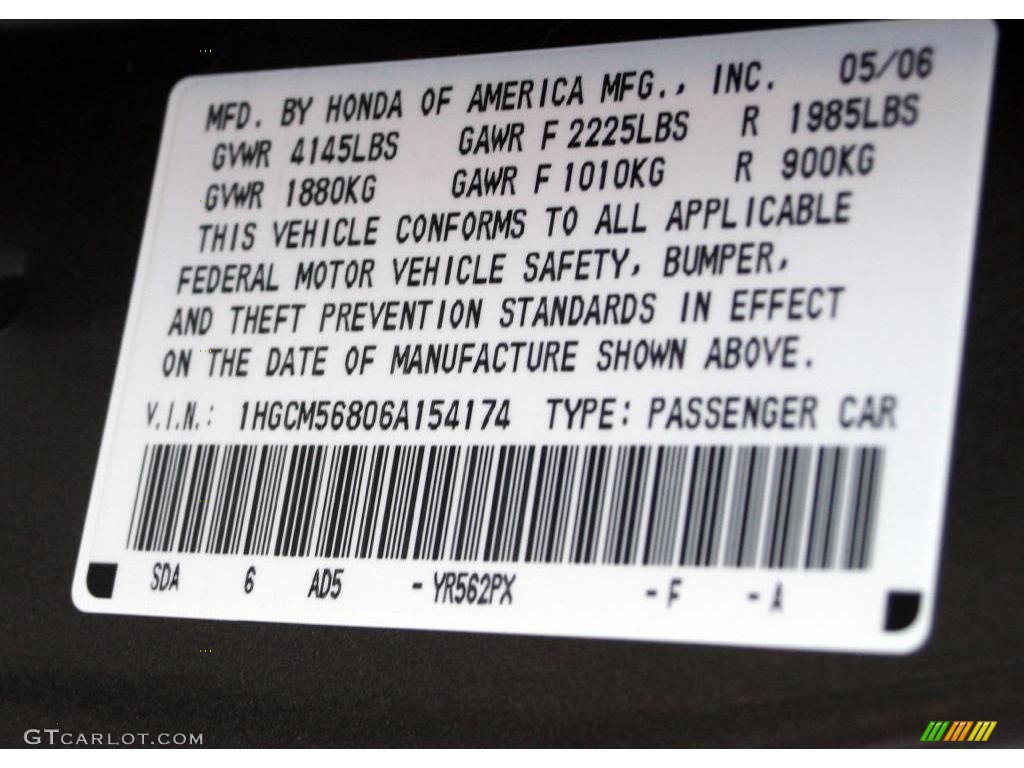 MFD. BY HONDA OF AMERICA MFG., INC. 05/06
GVWR 4145LBS GAWR F 2225LBS R 1985LBS
GVWR 1880KG GAWR F 1010KG R 900KG
THIS VEHICLE CONFORMS TO ALL APPLICABLE
FEDERAL MOTOR VEHICLE SAFETY, BUMPER,
AND THEFT PREVENTION STANDARDS IN EFFECT
ON THE DATE OF MANUFACTURE SHOWN ABOVE.
V.I.N.: 1HGCM56806A154174 TYPE: PASSENGER CAR
SDA 6 AD5 -YR562PX -F -A
GTCARLOT.COM